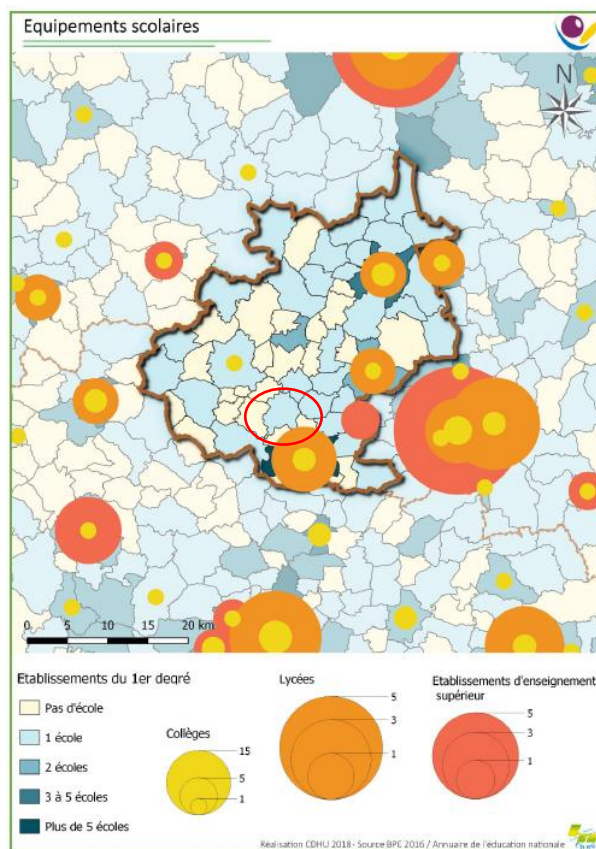 Equipements scolaires
N
0 5 10 15 20 km
Etablissements du 1er degré
Pas d'école
1 école
2 écoles
3 à 5 écoles
Plus de 5 écoles
Collèges
15
5
1
Lycées
5
3
1
Etablissements d'enseignement
supérieur
5
3
1
Réalisation CDHU 2018- Source BPE 2016 / Annuaire de l'éducation nationale